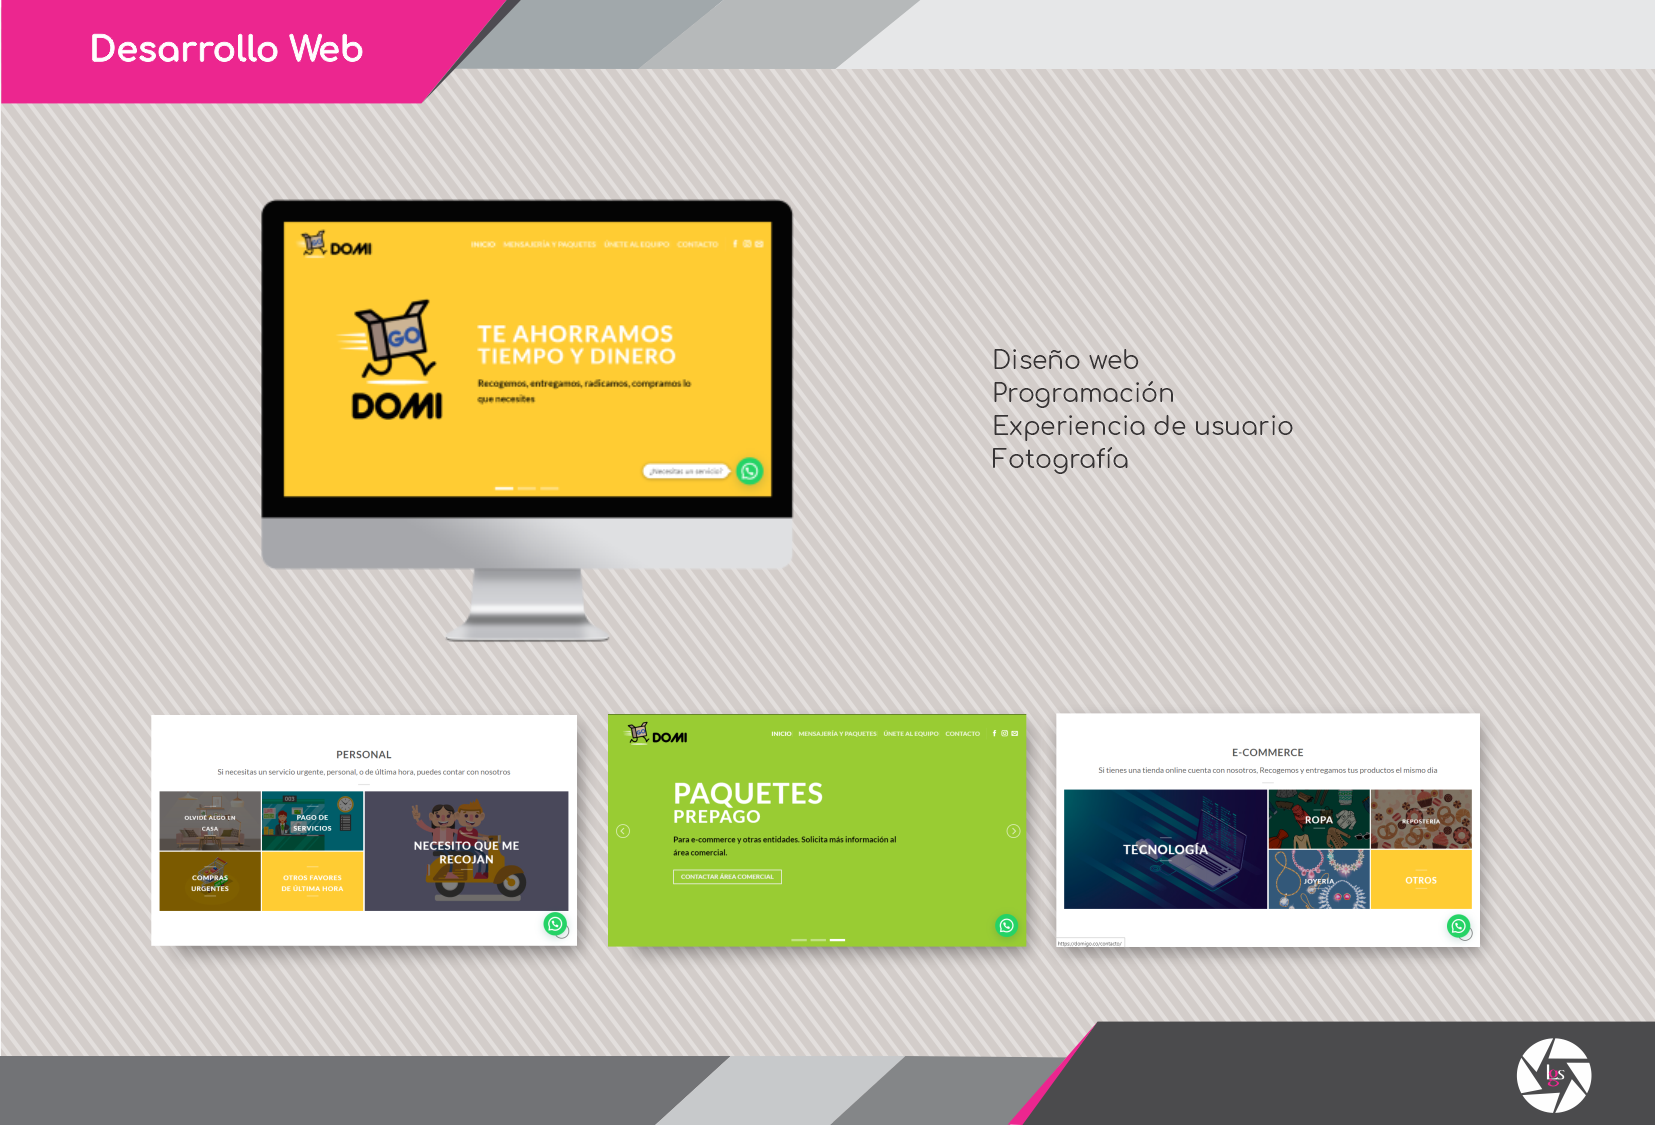 Desarrollo Web
GO
DOMI
INICIO MENSAJERÍA Y PAQUETES ÚNETE AL EQUIPO CONTACTO
GO
DOMI
TE AHORRAMOS
TIEMPO Y DINERO
Recogemos, entregamos, radicamos, compramos lo
que necesites
¿Necesitas un servicio?
Diseño web
Programación
Experiencia de usuario
Fotografía
PERSONAL
Si necesitas un servicio urgente, personal, o de última hora, puedes contar con nosotros
OLVIDÉ ALGO EN
CASA
003
PAGO DE
SERVICIOS
NECESITO QUE ME
RECOJAN
COMPRAS
URGENTES
OTROS FAVORES
DE ÚLTIMA HORA
GO
DOMI
INICIO MENSAJERÍA Y PAQUETES ÚNETE AL EQUIPO CONTACTO
PAQUETES
PREPAGO
Para e-commerce y otras entidades. Solicita más información al
área comercial.
CONTACTAR ÁREA COMERCIAL
E-COMMERCE
Si tienes una tienda online cuenta con nosotros, Recogemos y entregamos tus productos el mismo dia
TECNOLOGÍA
ROPA
REPOSTERÍA
JOYERÍA
OTROS
https://domigo.co/contacto/
lgs